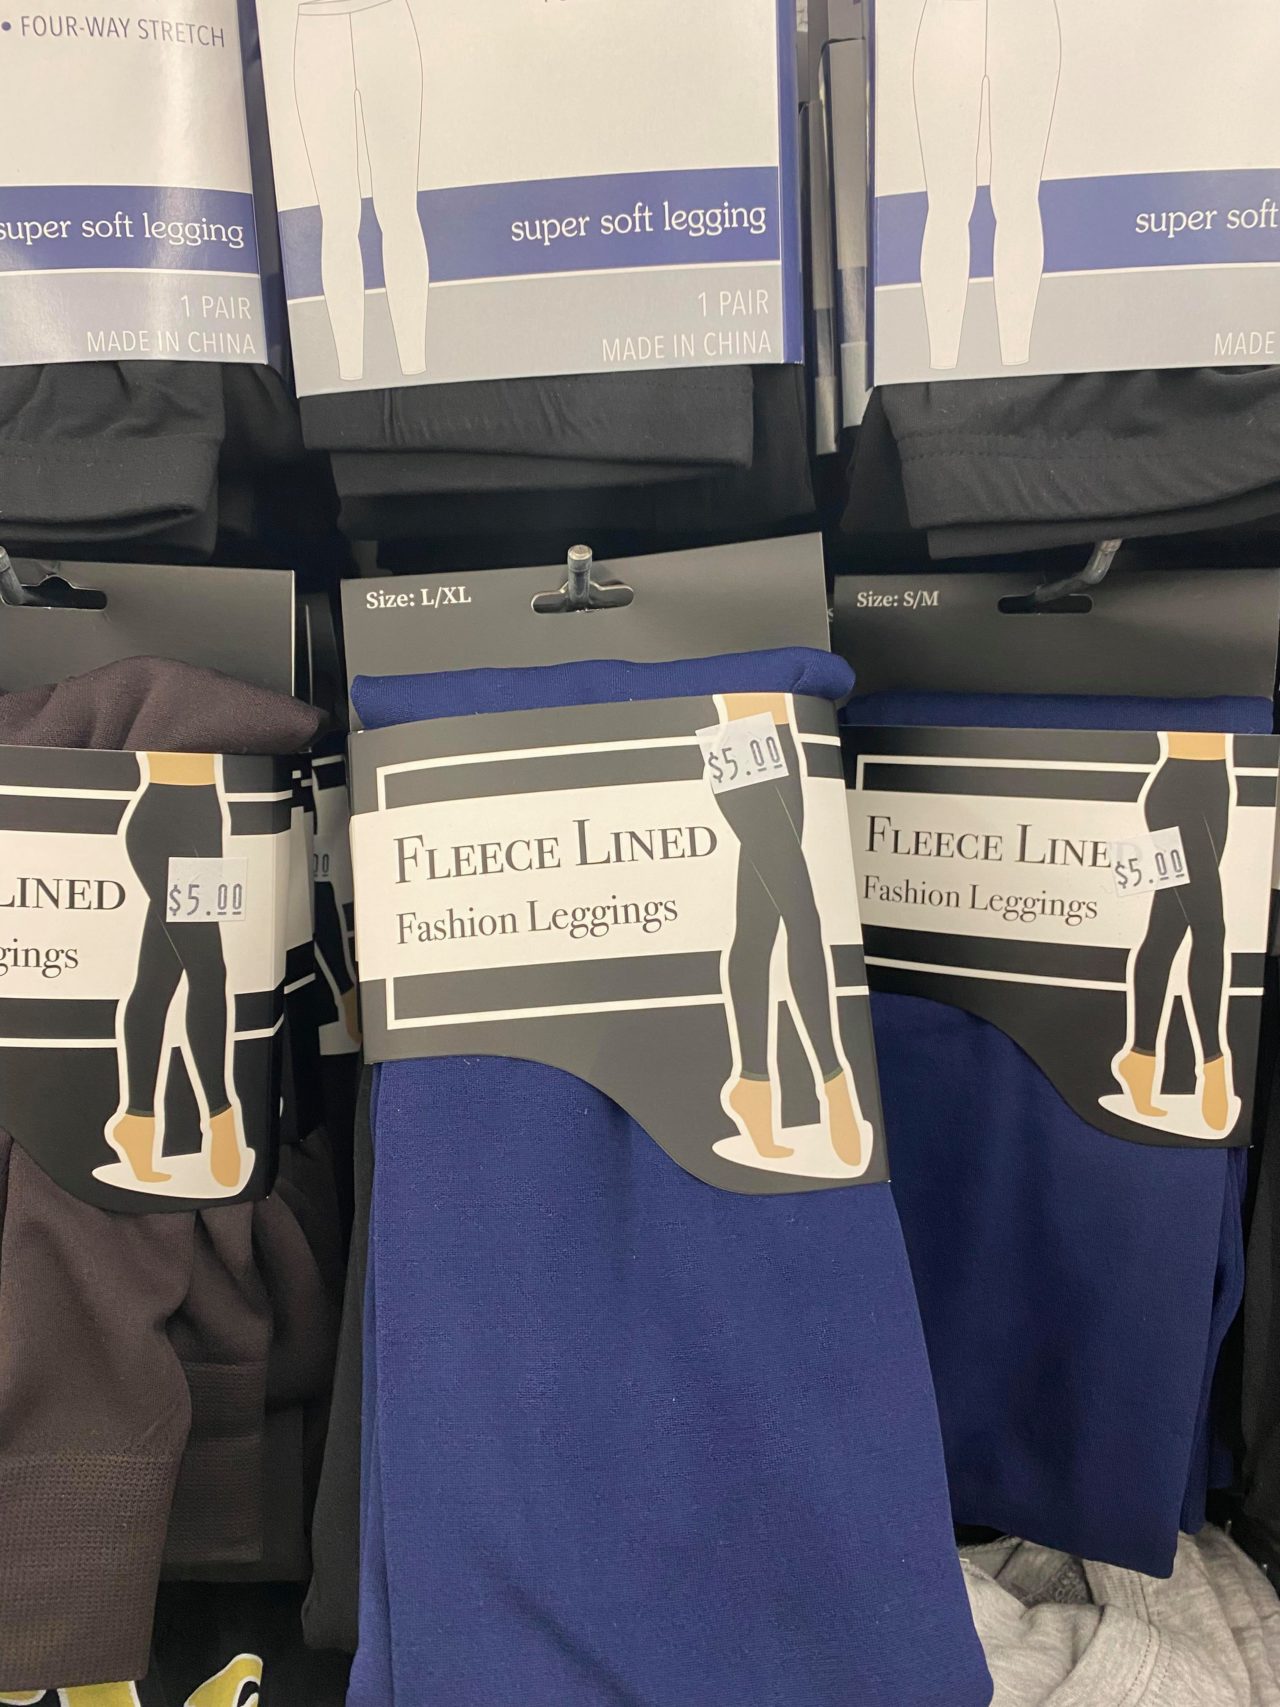 • FOUR-WAY STRETCH
super soft legging
1 PAIR
MADE IN CHINA
super soft legging
1 PAIR
MADE IN CHINA
super soft
MADE
LINED
gings
$5.00
Size: L/XL
$5.00
FLEECE LINED
Fashion Leggings
Size: S/M
FLEECE LINE
$5.00
Fashion Leggings